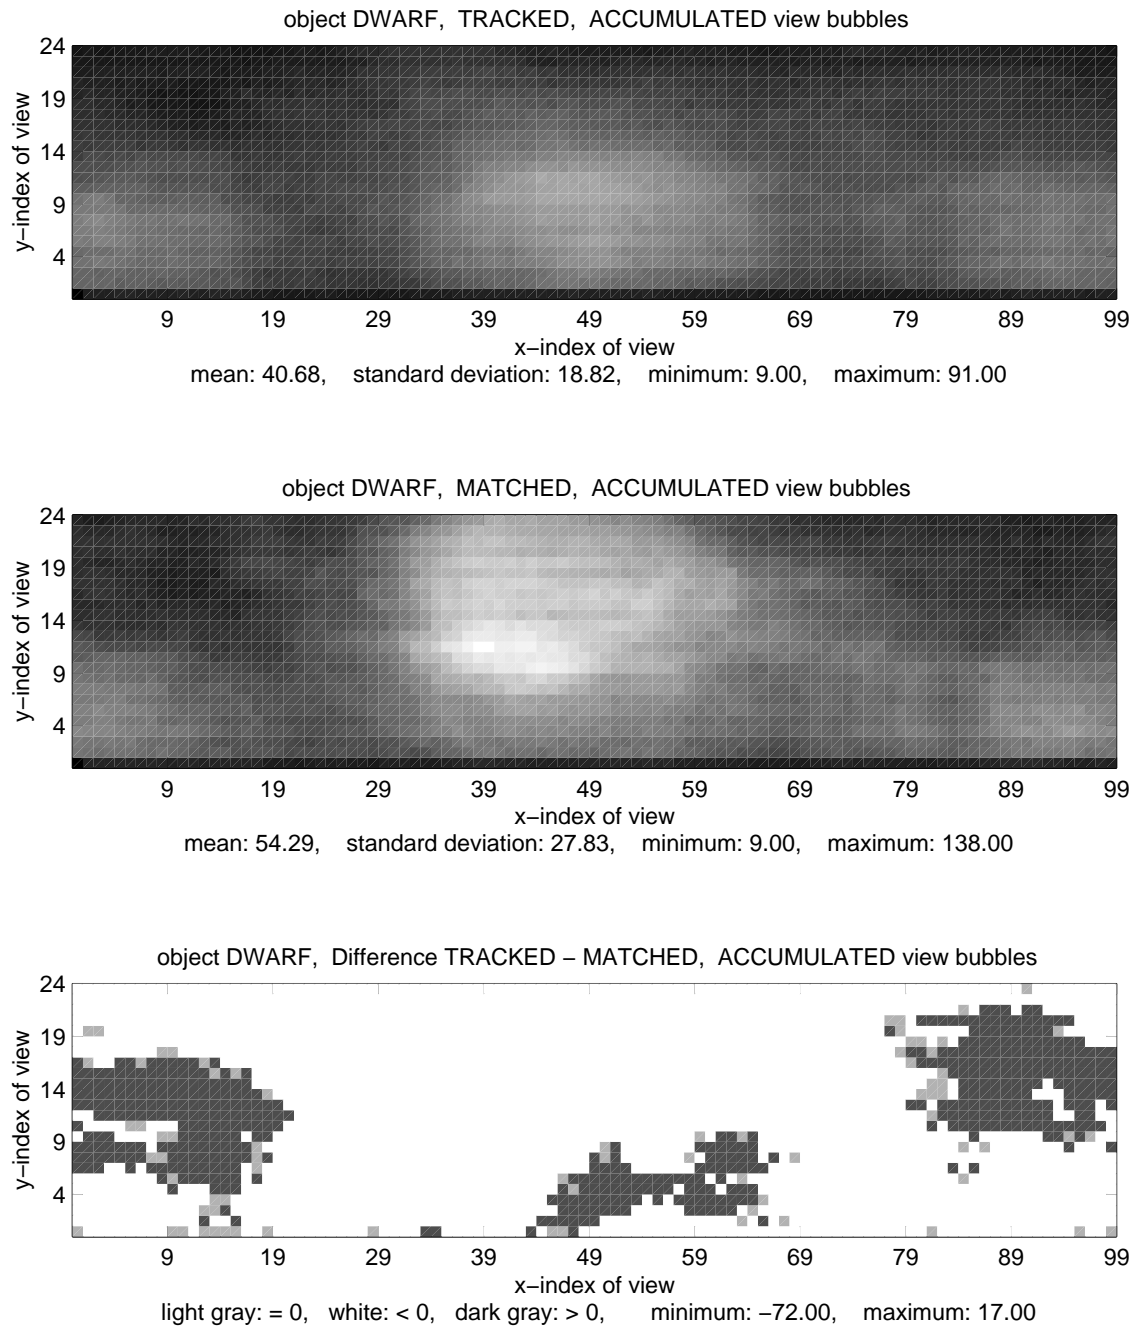 object DWARF, TRACKED, ACCUMULATED view bubbles
24
19
14
9
4
y-index of view
9 19 29 39 49 59 69 79 89 99
x-index of view
mean: 40.68, standard deviation: 18.82, minimum: 9.00, maximum: 91.00
object DWARF, MATCHED, ACCUMULATED view bubbles
24
19
14
9
4
y-index of view
9 19 29 39 49 59 69 79 89 99
x-index of view
mean: 54.29, standard deviation: 27.83, minimum: 9.00, maximum: 138.00
object DWARF, Difference TRACKED – MATCHED, ACCUMULATED view bubbles
24
19
14
9
4
y-index of view
9 19 29 39 49 59 69 79 89 99
x-index of view
light gray: = 0, white: < 0, dark gray: > 0, minimum: –72.00, maximum: 17.00